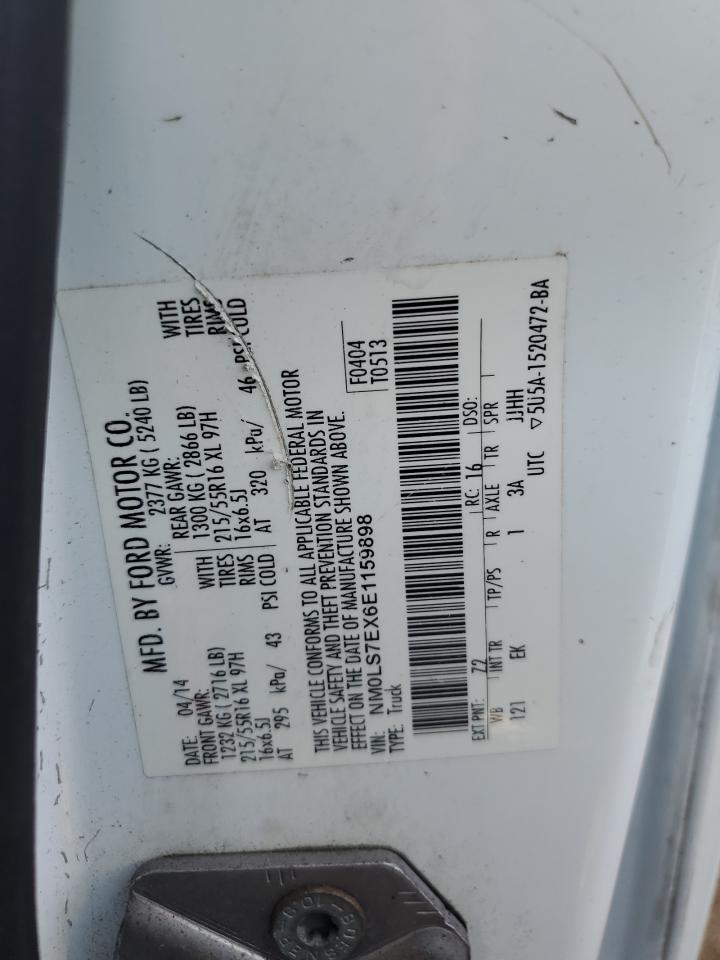 MFD. BY FORD MOTOR CO.
DATE: 04/14 GVWR: 2377 KG ( 5240 LB)
FRONT GAWR: REAR GAWR:
1232 KG ( 2716 LB) 1300 KG ( 2866 LB) WITH
215/55R16 XL 97H WITH TIRES 215/55R16 XL 97H TIRES
16x6.5J RIMS 16x6.5J RIMS
AT 295 kPa/ 43 PSI COLD AT 320 kPa/ 46 PSI COLD
THIS VEHICLE CONFORMS TO ALL APPLICABLE FEDERAL MOTOR
VEHICLE SAFETY AND THEFT PREVENTION STANDARDS IN
EFFECT ON THE DATE OF MANUFACTURE SHOWN ABOVE.
VIN: NM0LS7EX6E1159898
TYPE: Truck
F0404
T0513
EXT PNT: 7Z RC: 16 DSO:
WB INT TR TP/PS R AXLE TR SPR
121 EK 1 3A JJHH
UTC ▽5U5A-1520472-BA